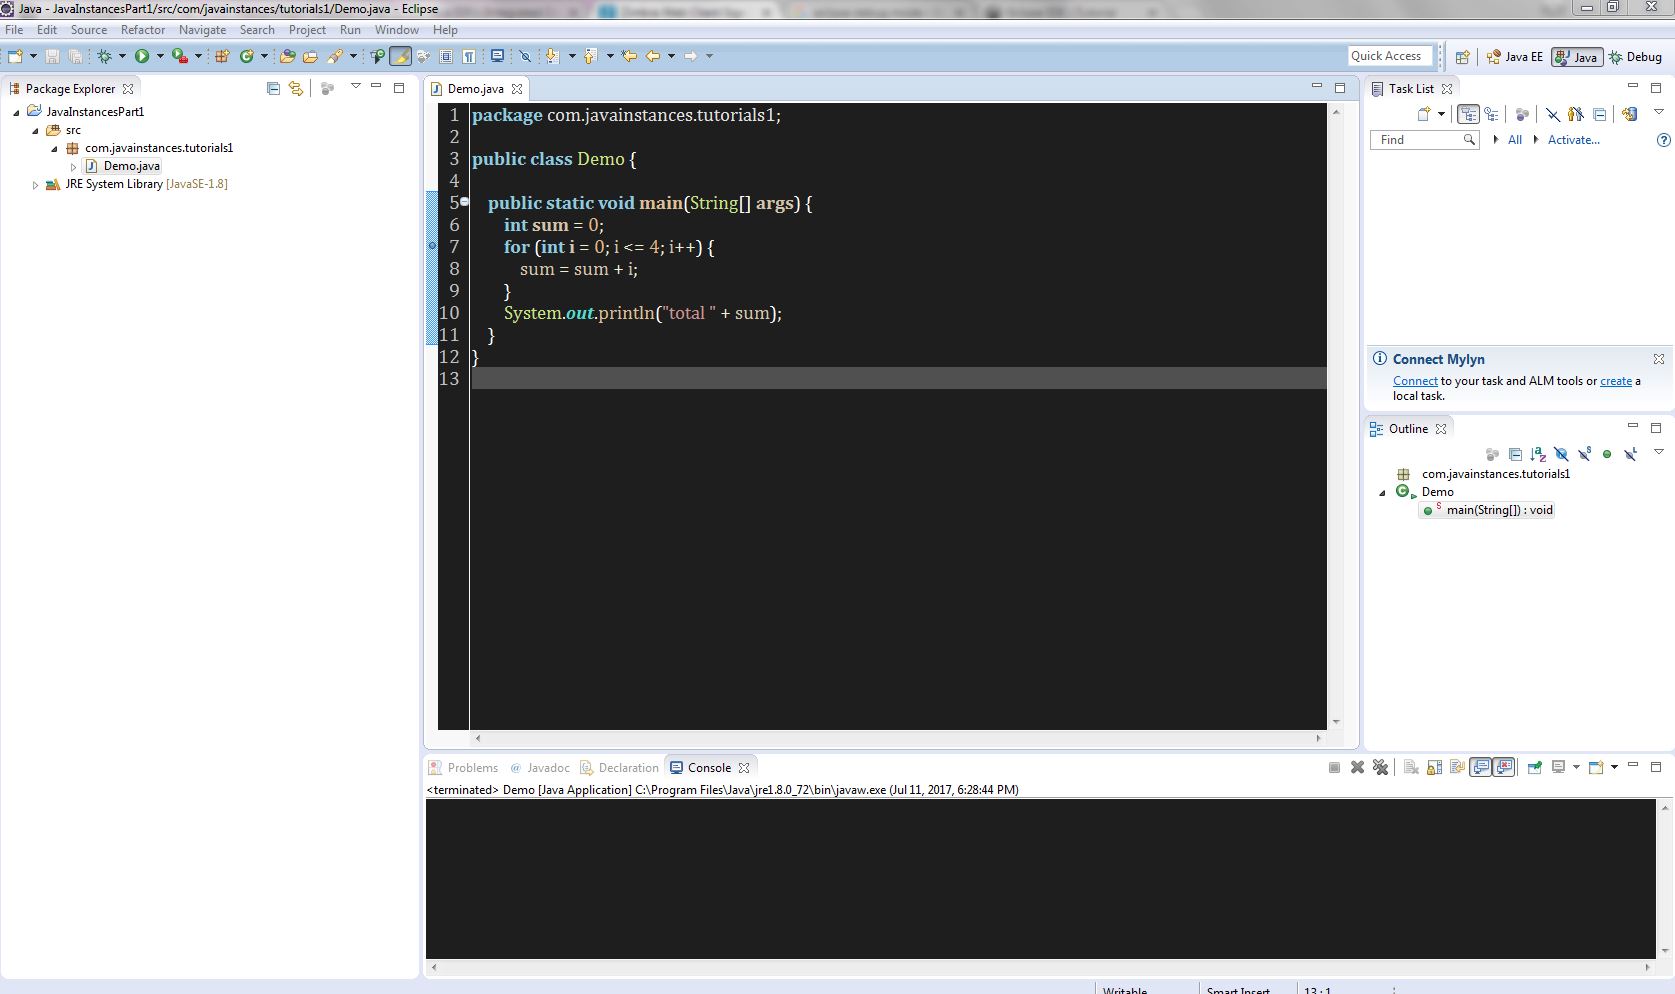 Java - JavaInstancesPart1/src/com/javainstances/tutorials1/Demo.java - Eclipse
File Edit Source Refactor Navigate Search Project Run Window Help
Quick Access Java EE Java Debug
Package Explorer
JavaInstancesPart1
src
com.javainstances.tutorials1
Demo.java
JRE System Library [JavaSE-1.8]
Demo.java
1 package com.javainstances.tutorials1;
2
3 public class Demo {
4
5 public static void main(String[] args) {
6 int sum = 0;
7 for (int i = 0; i <= 4; i++) {
8 sum = sum + i;
9 }
10 System.out.println("total " + sum);
11 }
12 }
13
Task List
Find All Activate...
Connect Mylyn
Connect to your task and ALM tools or create a
local task.
Outline
com.javainstances.tutorials1
Demo
main(String[]) : void
Problems @ Javadoc Declaration Console
<terminated> Demo [Java Application] C:\Program Files\Java\jre1.8.0_72\bin\javaw.exe (Jul 11, 2017, 6:28:44 PM)
Writable Smart Insert 13 : 1